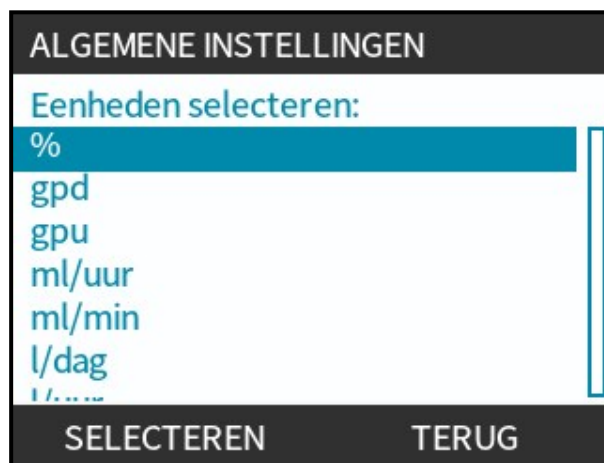 ALGEMENE INSTELLINGEN
Eenheden selecteren:
%
gpd
gpu
ml/uur
ml/min
l/dag
SELECTEREN TERUG